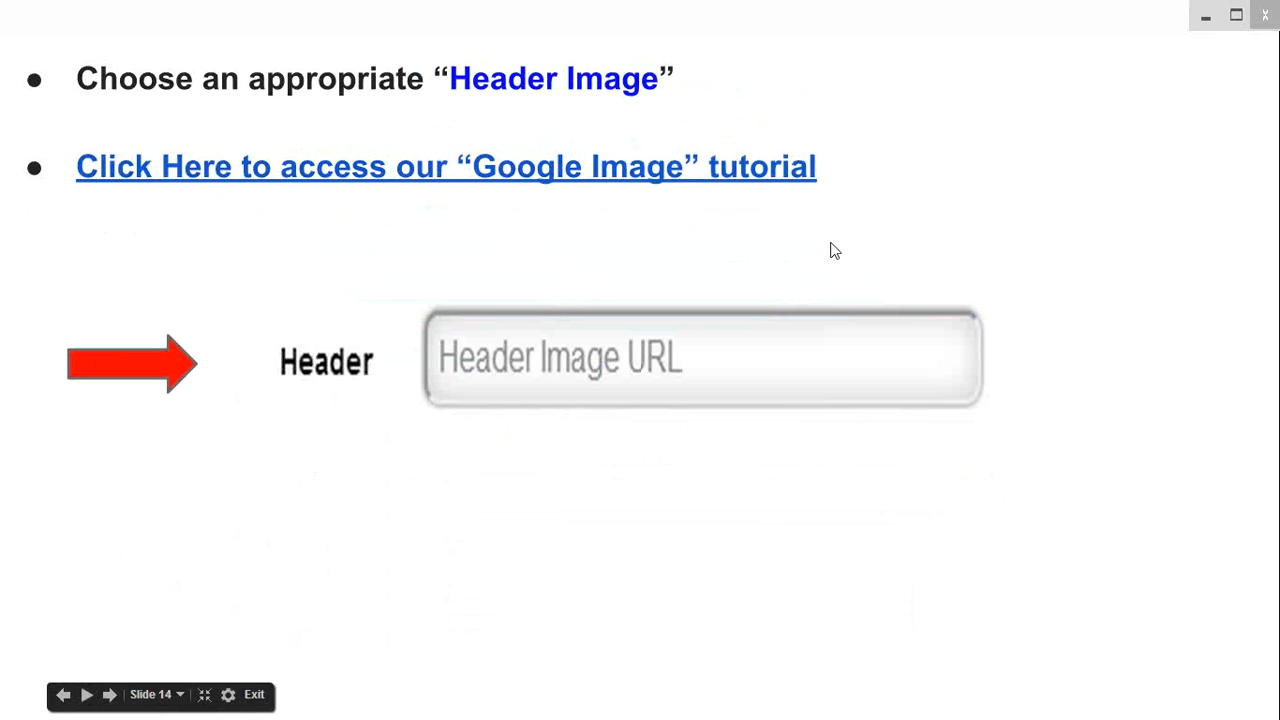 ● Choose an appropriate “Header Image”
● Click Here to access our “Google Image” tutorial
Header Header Image URL
Slide 14 Exit